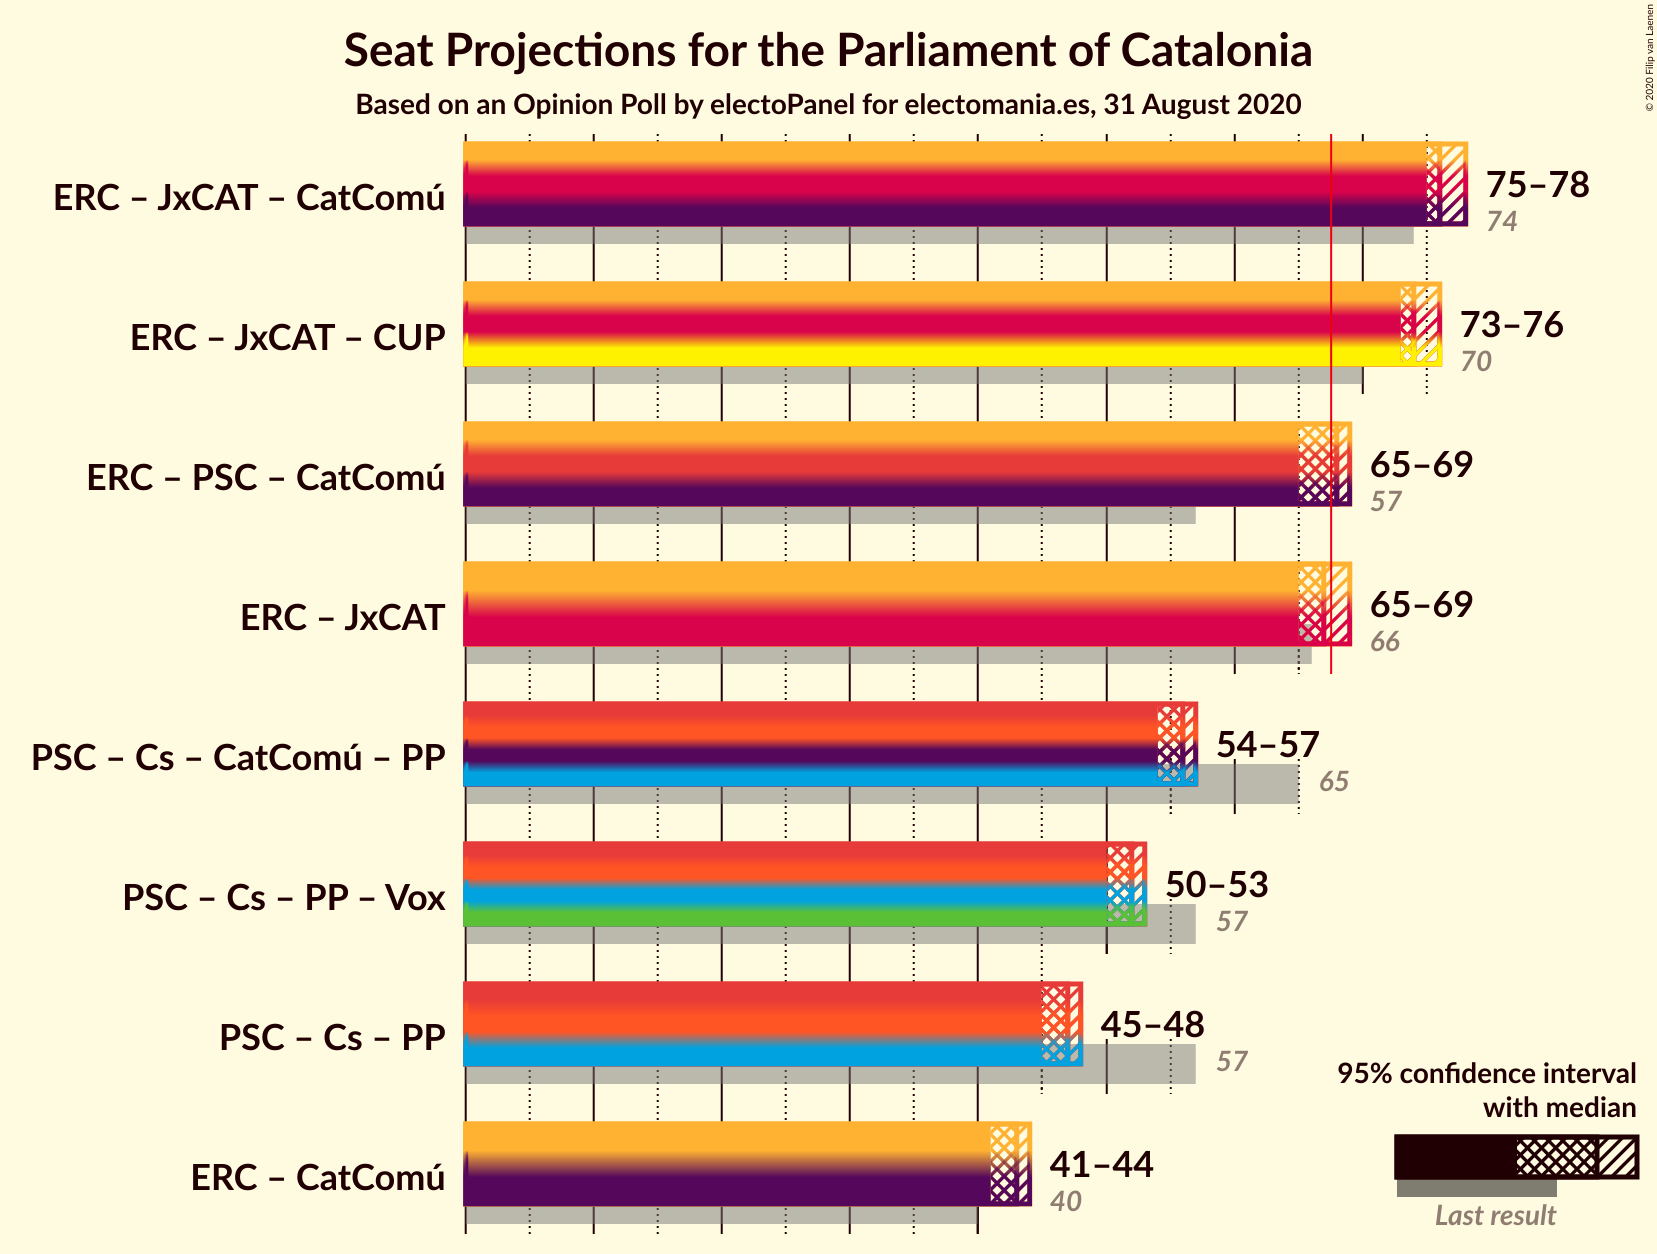 Seat Projections for the Parliament of Catalonia
Based on an Opinion Poll by electoPanel for electomania.es, 31 August 2020
© 2020 Filip van Laenen
ERC – JxCAT – CatComú
75–78
74
ERC – JxCAT – CUP
73–76
70
ERC – PSC – CatComú
65–69
57
ERC – JxCAT
65–69
66
PSC – Cs – CatComú – PP
54–57
65
PSC – Cs – PP – Vox
50–53
57
PSC – Cs – PP
45–48
57
ERC – CatComú
41–44
40
95% confidence interval
with median
Last result